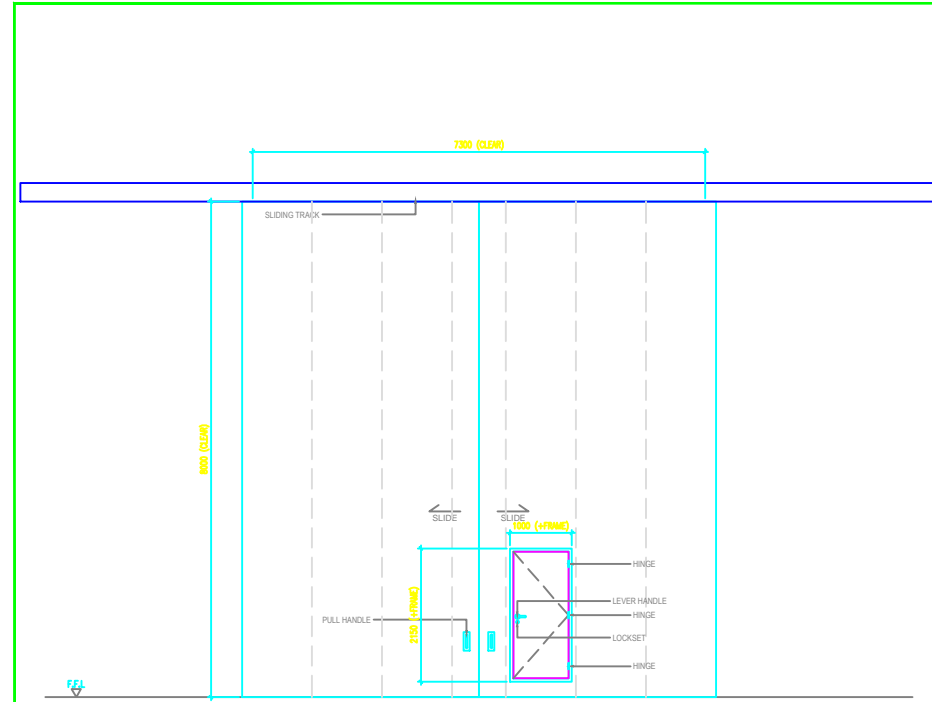 7300 (CLEAR)
SLIDING TRACK
8000 (CLEAR)
SLIDE
SLIDE
1000 (+FRAME)
HINGE
2150 (+FRAME)
LEVER HANDLE
HINGE
PULL HANDLE
LOCKSET
HINGE
F.F.L